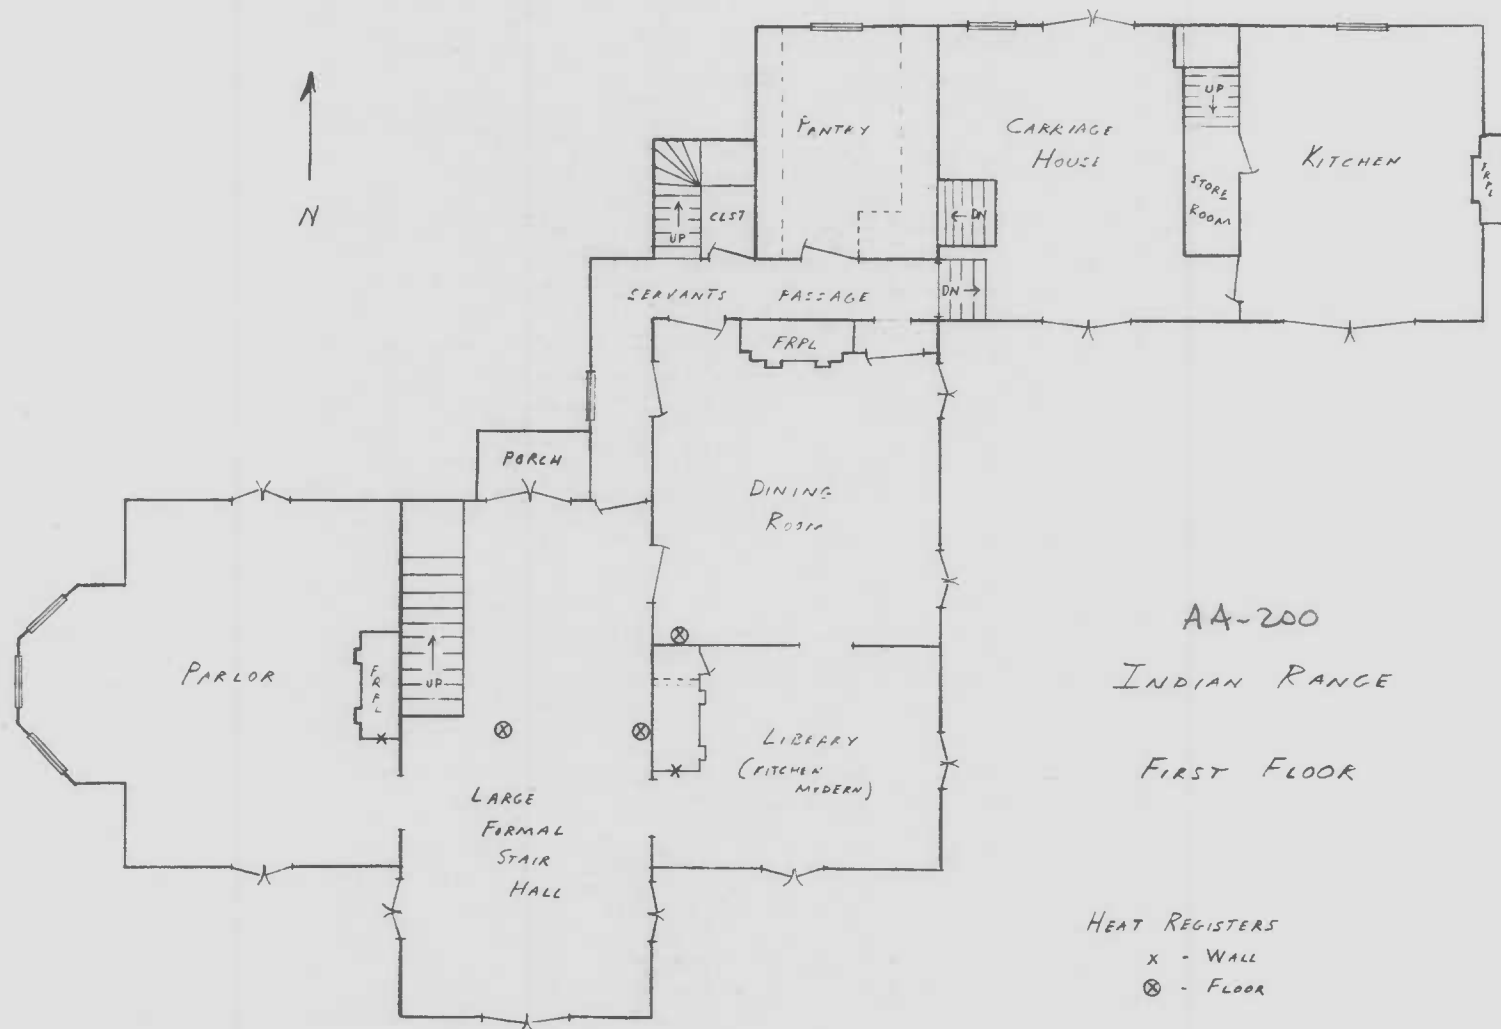 N
PANTRY
CARRIAGE
HOUSE
UP
STORE
ROOM
KITCHEN
FRPL
UP
CLST
← DN
DN →
SERVANTS PASSAGE
FRPL
PORCH
DINING
ROOM
PARLOR
FRPL
UP
LIBRARY
(KITCHEN
MODERN)
LARGE
FORMAL
STAIR
HALL
AA-200
INDIAN RANGE
FIRST FLOOR
HEAT REGISTERS
x - WALL
⊗ - FLOOR